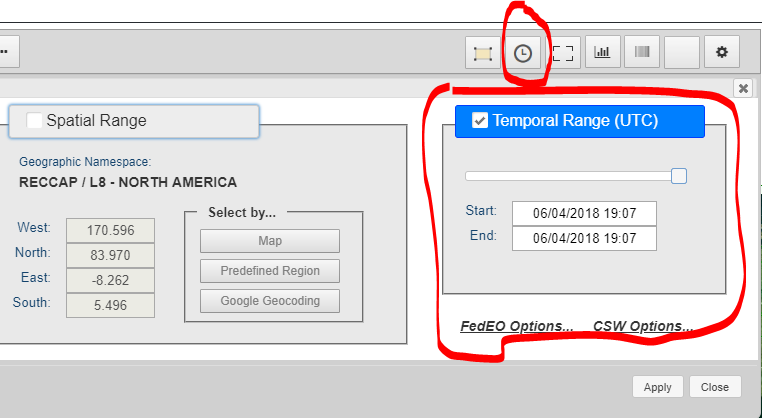 Spatial Range
Temporal Range (UTC)
Geographic Namespace:
RECCAP / L8 - NORTH AMERICA
West: 170.596
North: 83.970
East: -8.262
South: 5.496
Select by...
Map
Predefined Region
Google Geocoding
Start: 06/04/2018 19:07
End: 06/04/2018 19:07
FedEO Options... CSW Options...
Apply Close